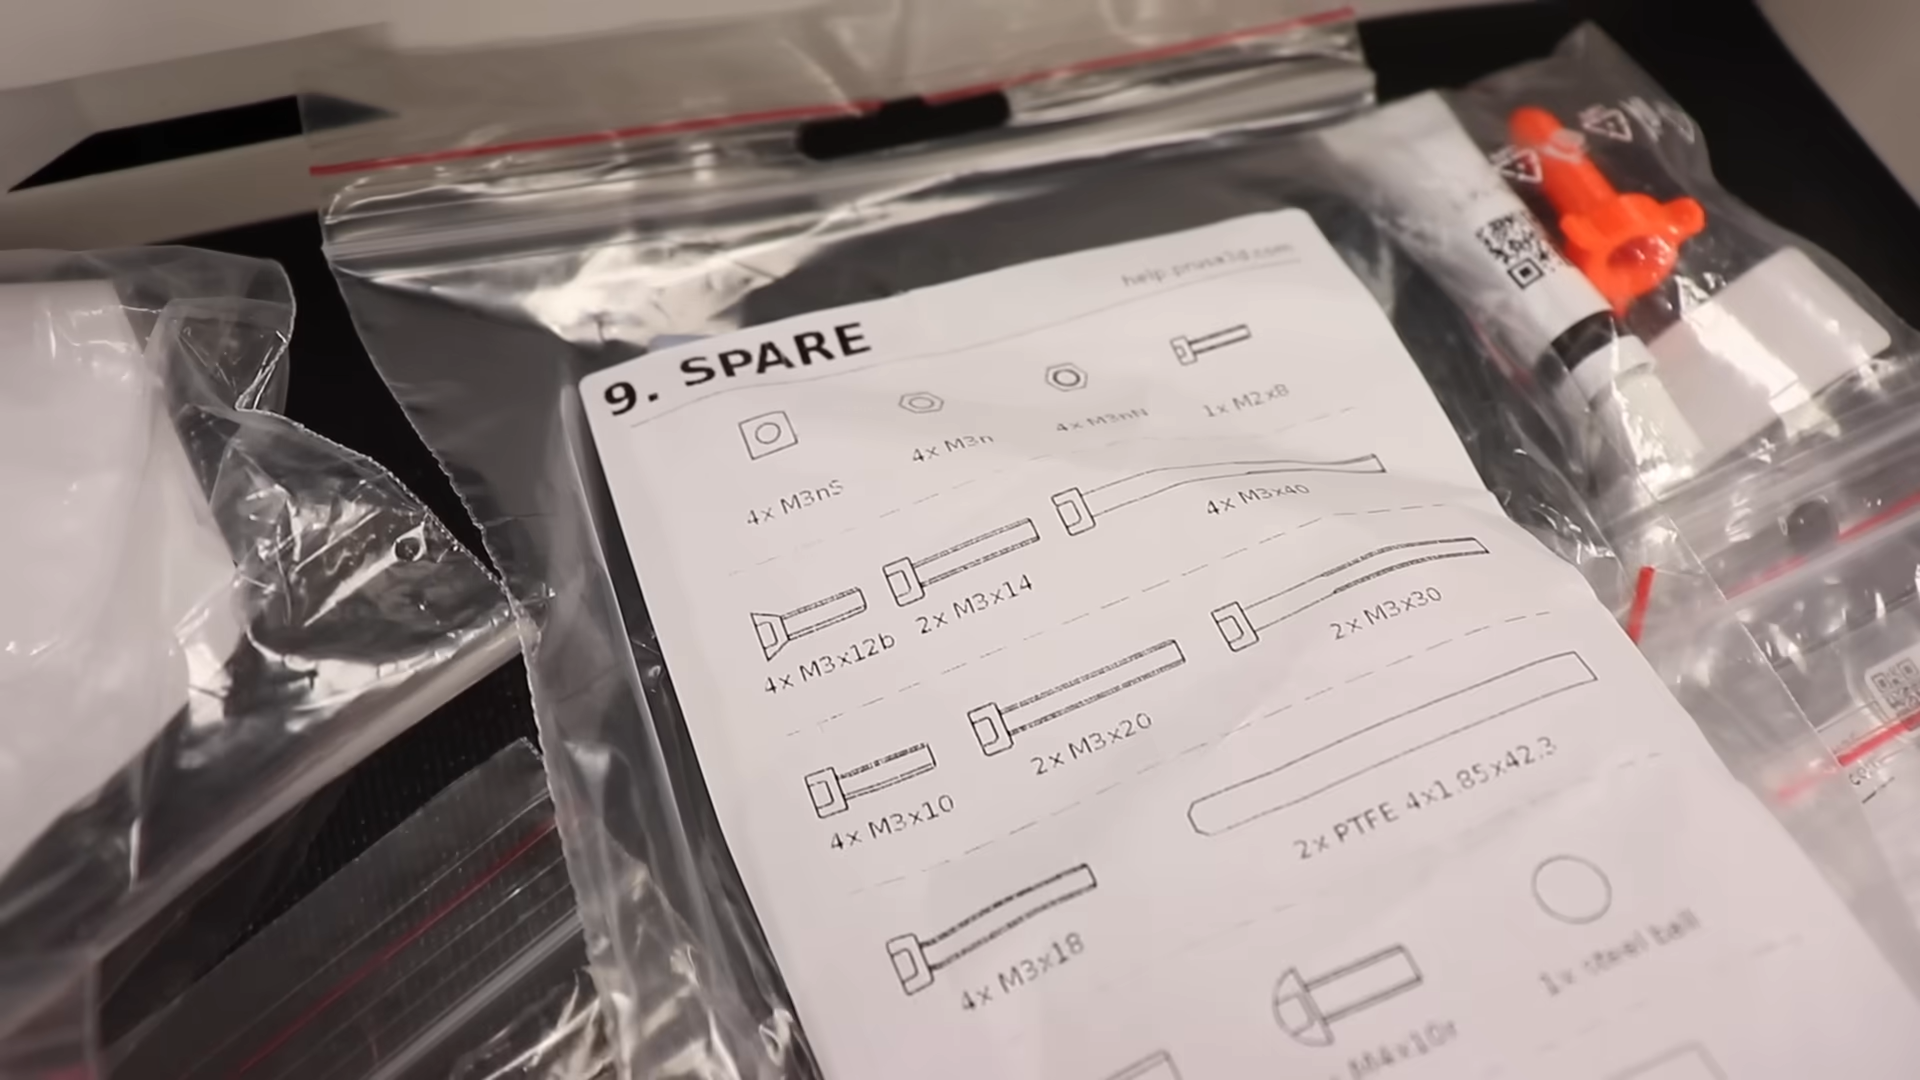 help.prusa3d.com
9. SPARE
4x M3nS
4x M3n
4x M3nN
1x M2x8
4x M3x12b
2x M3x14
4x M3x40
4x M3x10
2x M3x20
2x M3x30
4x M3x18
2x PTFE 4x1.85x42.3
M4x10r
1x steel ball